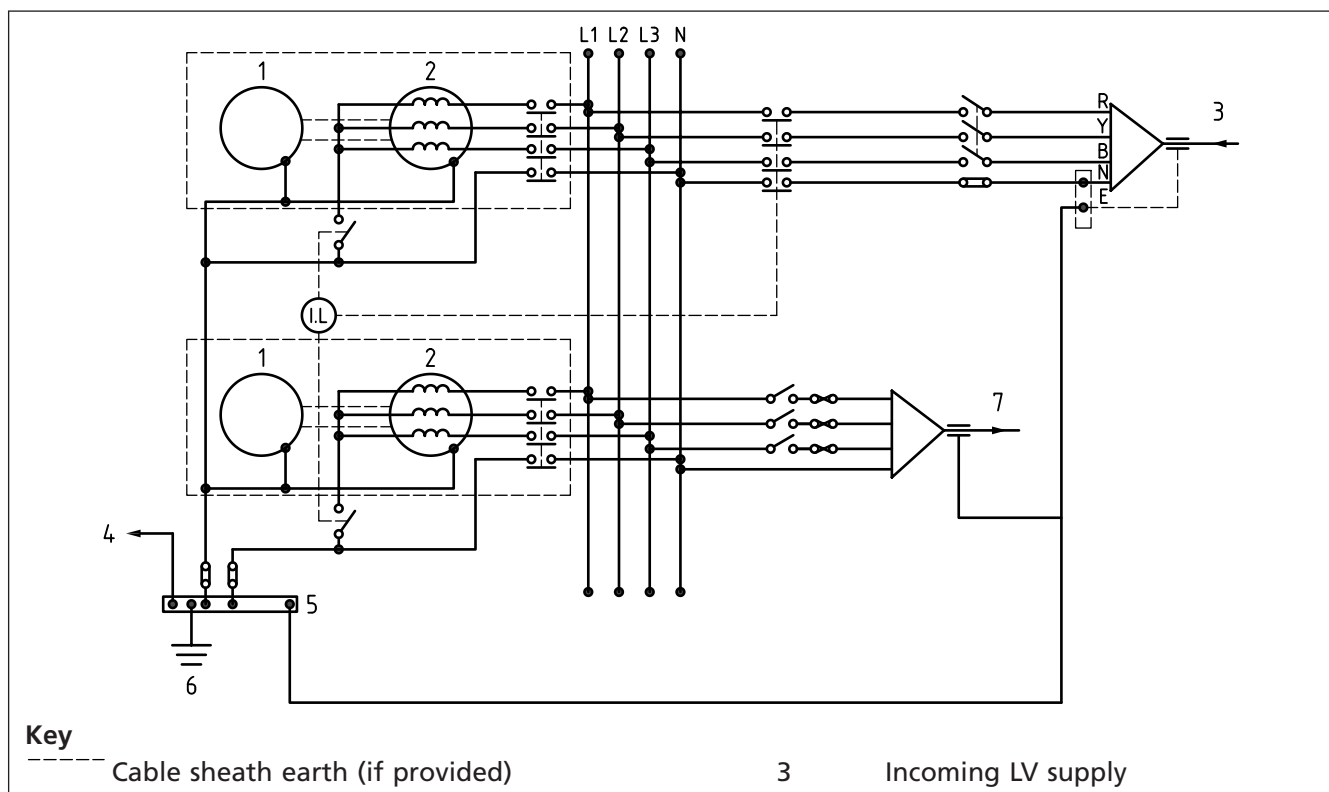 L1 L2 L3 N
1 2
R
Y
B
N
E
3
I.L
1 2
7
4
5
6
Key
Cable sheath earth (if provided) 3 Incoming LV supply